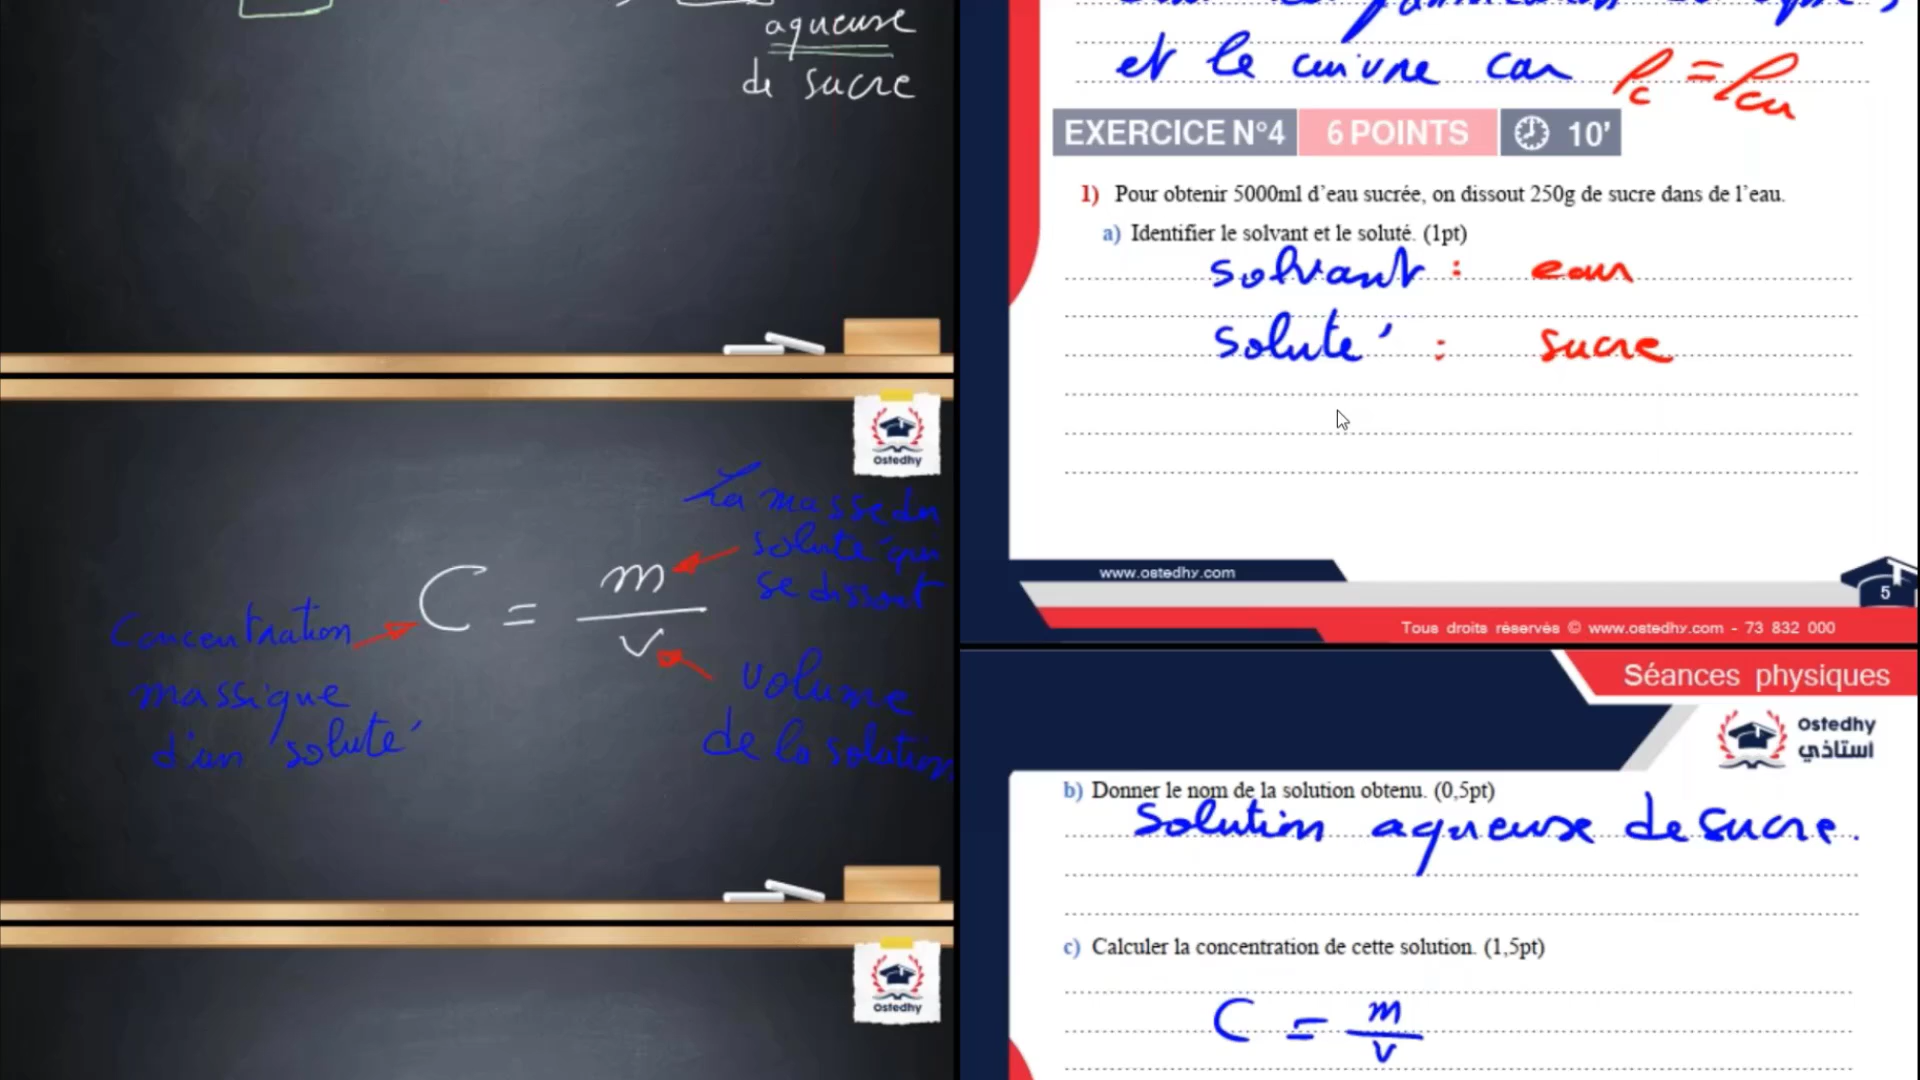 aqueuse
de sucre
Ostedhy
La masse du
soluté qui
se dissout
C = m
v
Concentration
massique
d'un soluté
volume
de la solution
Ostedhy
et le cuivre car ρc = ρcu
EXERCICE N°4 6 POINTS 10'
1) Pour obtenir 5000ml d'eau sucrée, on dissout 250g de sucre dans de l'eau.
a) Identifier le solvant et le soluté. (1pt)
solvant : eau
soluté : sucre
www.ostedhy.com
5
Tous droits réservés © www.ostedhy.com - 73 832 000
Séances physiques
Ostedhy
أستاذي
b) Donner le nom de la solution obtenu. (0,5pt)
Solution aqueuse de sucre.
c) Calculer la concentration de cette solution. (1,5pt)
C = m
v